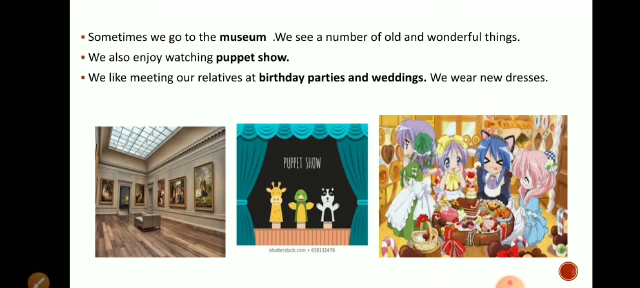 ▪ Sometimes we go to the museum .We see a number of old and wonderful things.
▪ We also enjoy watching puppet show.
▪ We like meeting our relatives at birthday parties and weddings. We wear new dresses.
PUPPET SHOW
shutterstock.com • 618132476